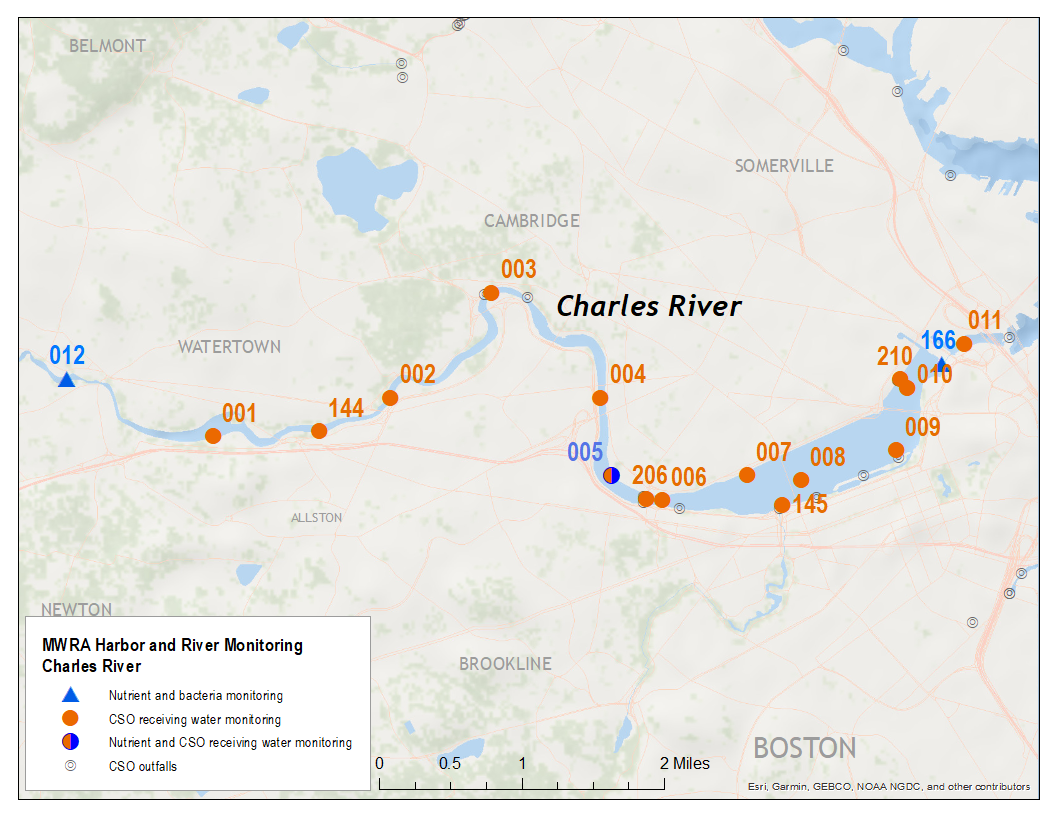 BELMONT
SOMERVILLE
CAMBRIDGE
003
Charles River
011
166
WATERTOWN
012
210
010
002
004
144
001
009
005
206
006
007
008
145
ALLSTON
NEWTON
MWRA Harbor and River Monitoring
Charles River
Nutrient and bacteria monitoring
CSO receiving water monitoring
Nutrient and CSO receiving water monitoring
CSO outfalls
BROOKLINE
BOSTON
0 0.5 1 2 Miles
Esri, Garmin, GEBCO, NOAA NGDC, and other contributors